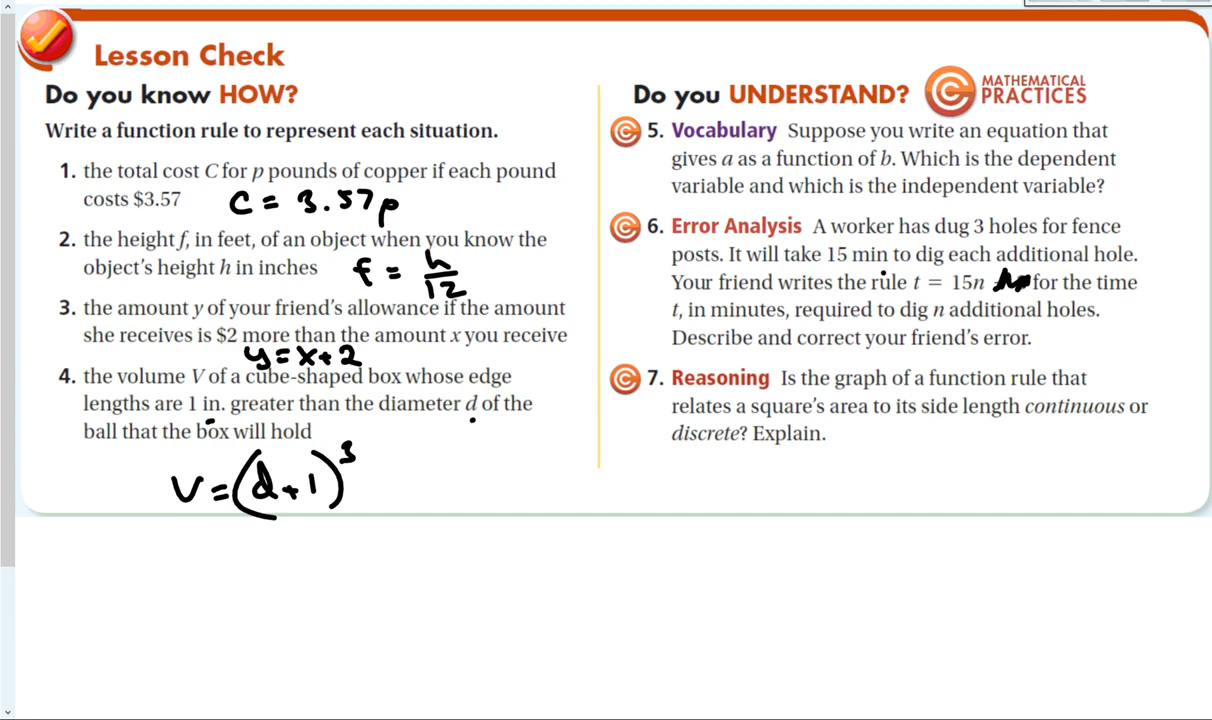 Lesson Check
Do you know HOW?
Write a function rule to represent each situation.
1. the total cost C for p pounds of copper if each pound
costs $3.57
C = 3.57p
2. the height f, in feet, of an object when you know the
object's height h in inches
f = h/12
3. the amount y of your friend's allowance if the amount
she receives is $2 more than the amount x you receive
y = x + 2
4. the volume V of a cube-shaped box whose edge
lengths are 1 in. greater than the diameter d of the
ball that the box will hold
V = (d+1)³
Do you UNDERSTAND?
MATHEMATICAL
PRACTICES
5. Vocabulary Suppose you write an equation that
gives a as a function of b. Which is the dependent
variable and which is the independent variable?
6. Error Analysis A worker has dug 3 holes for fence
posts. It will take 15 min to dig each additional hole.
Your friend writes the rule t = 15n for the time
t, in minutes, required to dig n additional holes.
Describe and correct your friend's error.
7. Reasoning Is the graph of a function rule that
relates a square's area to its side length continuous or
discrete? Explain.